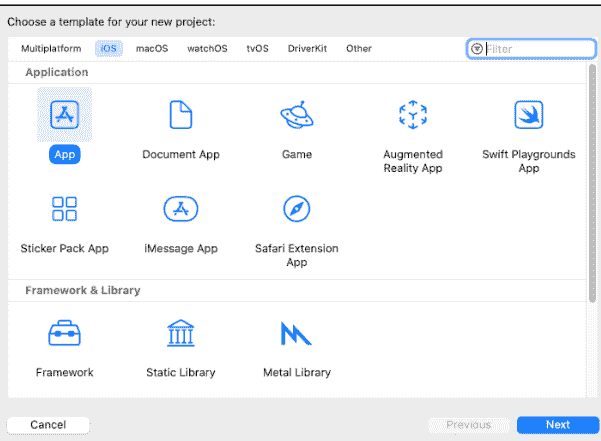 Choose a template for your new project:
Multiplatform iOS macOS watchOS tvOS DriverKit Other Filter
Application
App Document App Game Augmented Reality App Swift Playgrounds App
Sticker Pack App iMessage App Safari Extension App
Framework & Library
Framework Static Library Metal Library
Cancel Previous Next